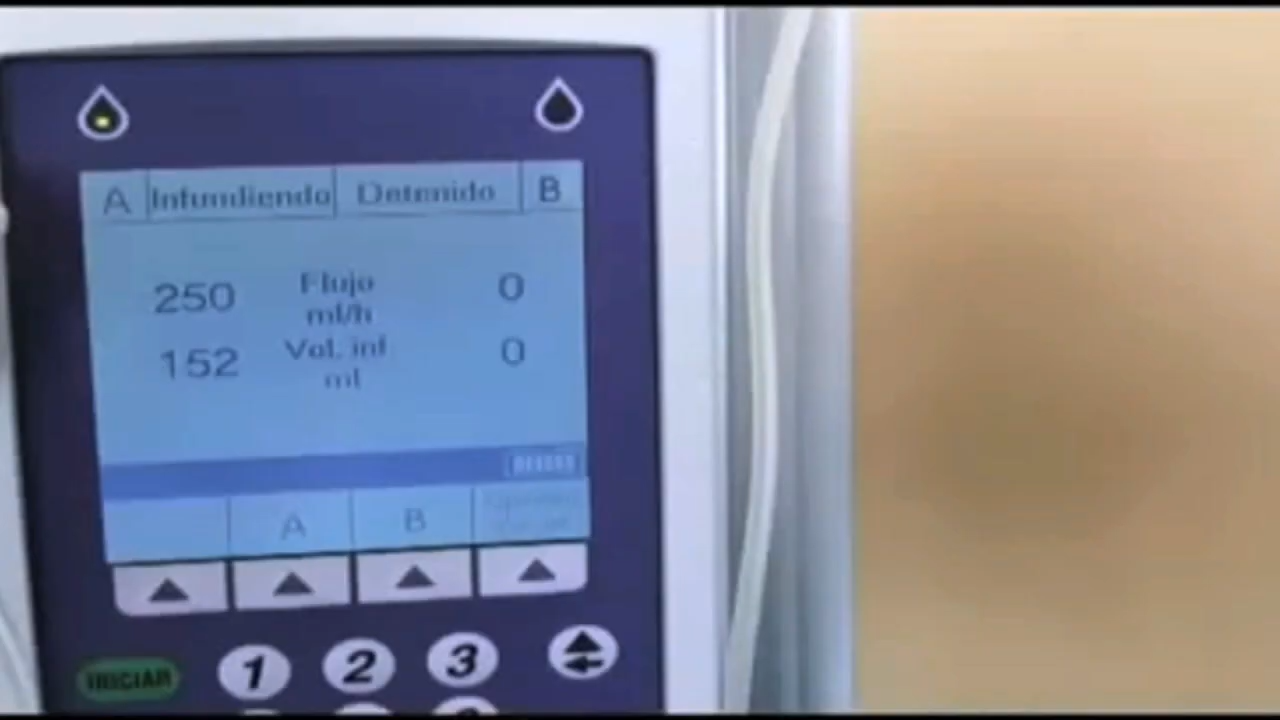 A Infundiendo Detenido B
250 Flujo ml/h 0
152 Vol. inf ml 0
A B
INICIAR 1 2 3